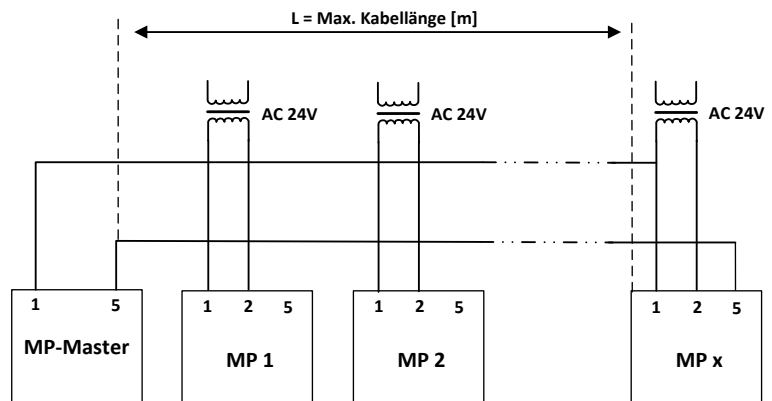 L = Max. Kabellänge [m]
AC 24V AC 24V AC 24V
1 5 1 2 5 1 2 5 1 2 5
MP-Master MP 1 MP 2 MP x